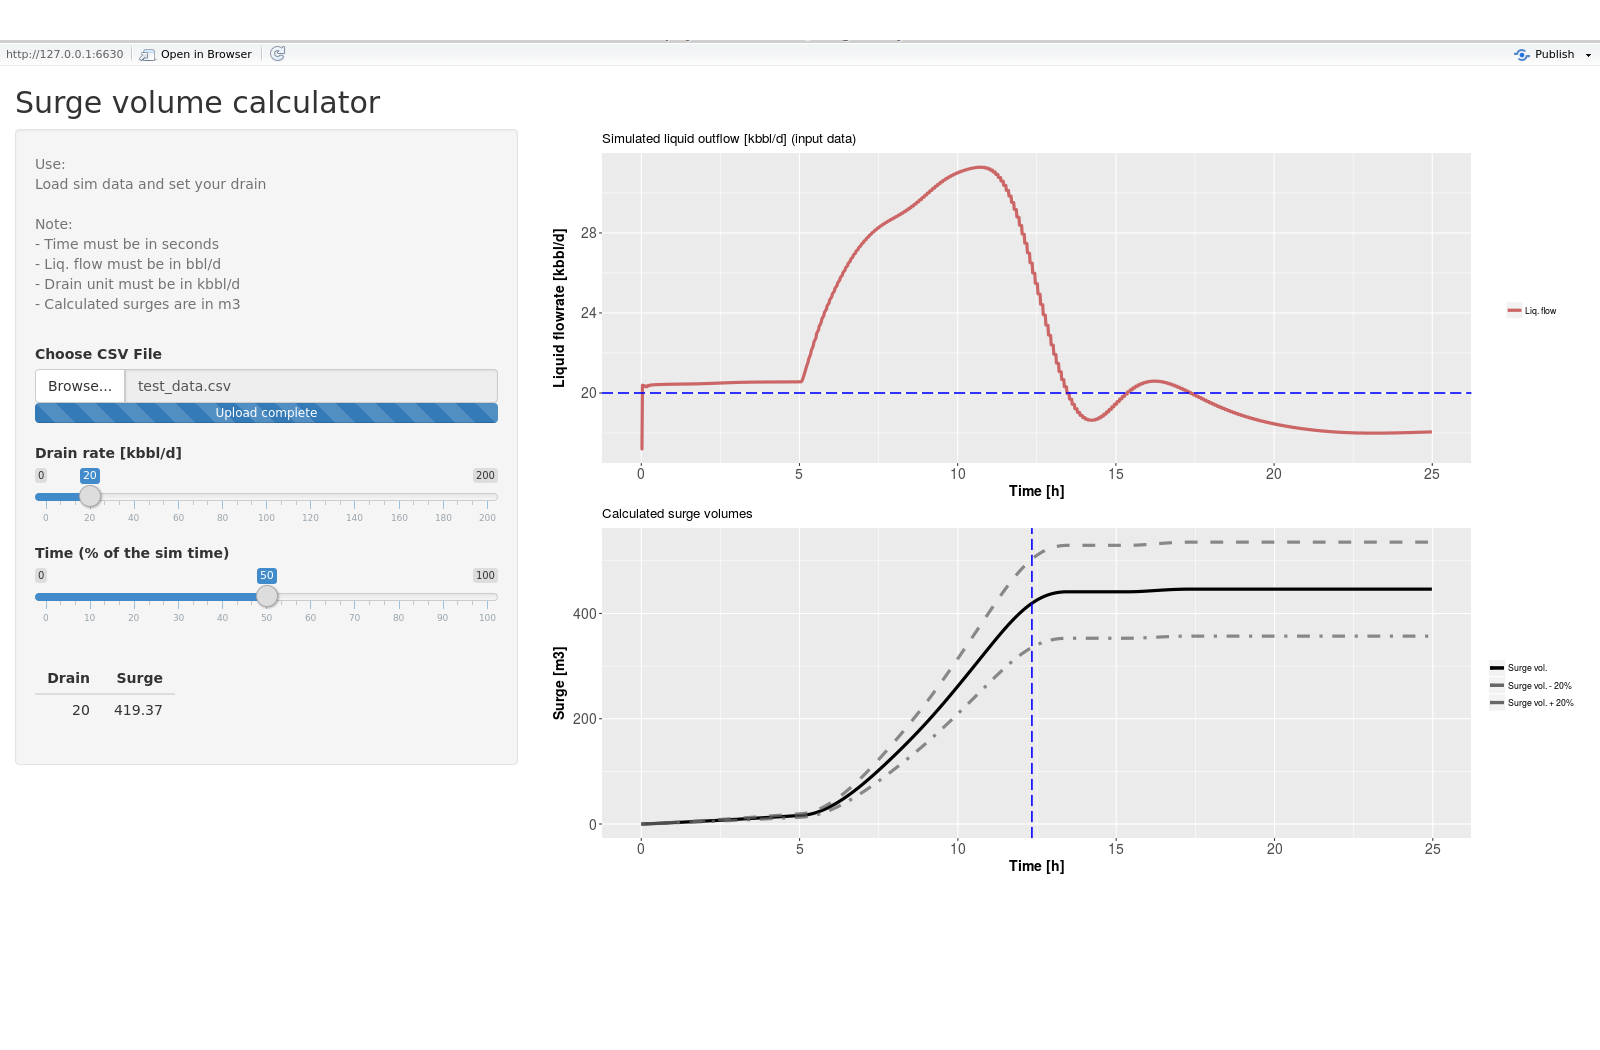 http://127.0.0.1:6630
Open in Browser
Publish
Surge volume calculator
Use:
Load sim data and set your drain
Note:
- Time must be in seconds
- Liq. flow must be in bbl/d
- Drain unit must be in kbbl/d
- Calculated surges are in m3
Choose CSV File
Browse...
test_data.csv
Upload complete
Drain rate [kbbl/d]
0 20 200
0 20 40 60 80 100 120 140 160 180 200
Time (% of the sim time)
0 50 100
0 10 20 30 40 50 60 70 80 90 100
Drain Surge
20 419.37
Simulated liquid outflow [kbbl/d] (input data)
Liquid flowrate [kbbl/d]
28
24
20
0 5 10 15 20 25
Time [h]
Liq. flow
Calculated surge volumes
Surge [m3]
400
200
0
0 5 10 15 20 25
Time [h]
Surge vol.
Surge vol. - 20%
Surge vol. + 20%